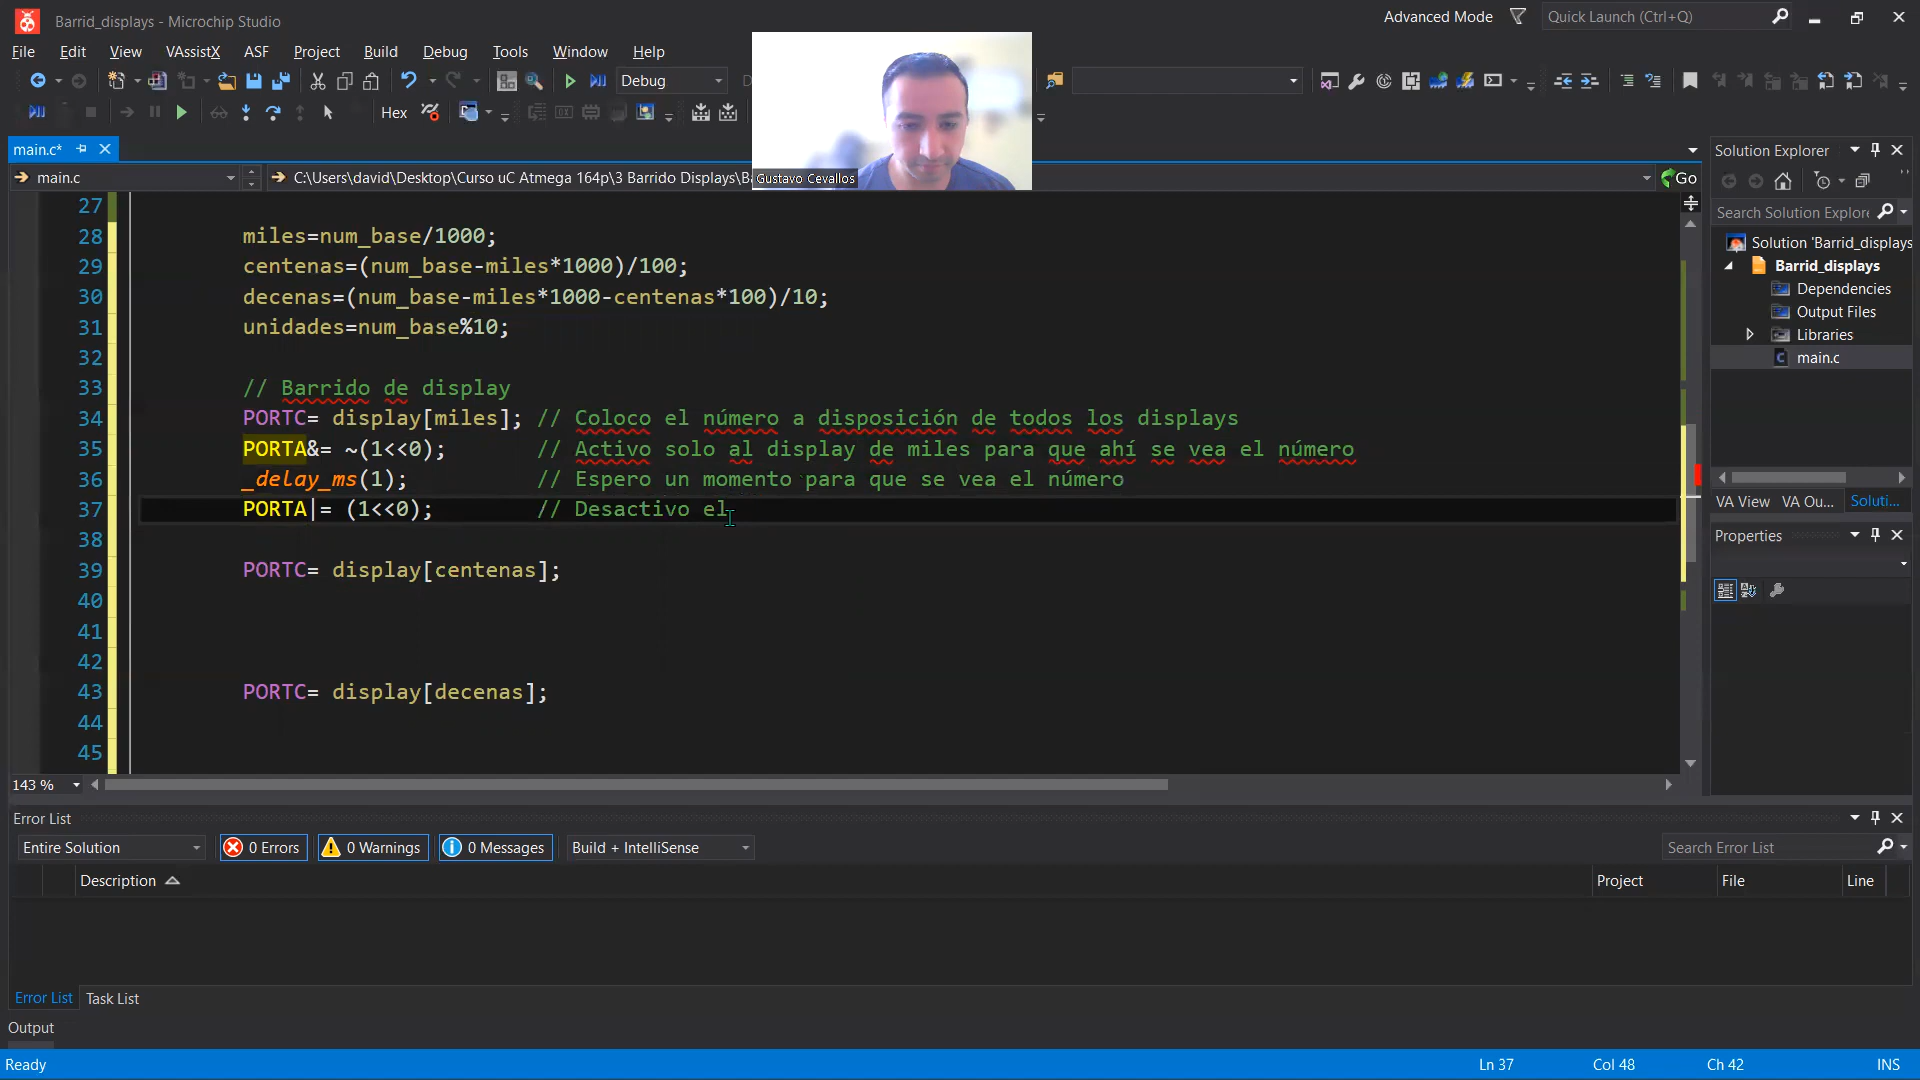 Barrid_displays - Microchip Studio
Advanced Mode
Quick Launch (Ctrl+Q)
File Edit View VAssistX ASF Project Build Debug Tools Window Help
Debug
Hex
Gustavo Cevallos
main.c*
main.c
C:\Users\david\Desktop\Curso uC Atmega 164p\3 Barrido Displays\B
Go
27
28 miles=num_base/1000;
29 centenas=(num_base-miles*1000)/100;
30 decenas=(num_base-miles*1000-centenas*100)/10;
31 unidades=num_base%10;
32
33 // Barrido de display
34 PORTC= display[miles]; // Coloco el número a disposición de todos los displays
35 PORTA&= ~(1<<0); // Activo solo al display de miles para que ahí se vea el número
36 _delay_ms(1); // Espero un momento para que se vea el número
37 PORTA|= (1<<0); // Desactivo el
38
39 PORTC= display[centenas];
40
41
42
43 PORTC= display[decenas];
44
45
143 %
Solution Explorer
Search Solution Explore
Solution 'Barrid_displays
Barrid_displays
Dependencies
Output Files
Libraries
main.c
VA View VA Ou... Soluti...
Properties
Error List
Entire Solution
0 Errors
0 Warnings
0 Messages
Build + IntelliSense
Search Error List
Description Project File Line
Error List Task List
Output
Ready
Ln 37 Col 48 Ch 42 INS